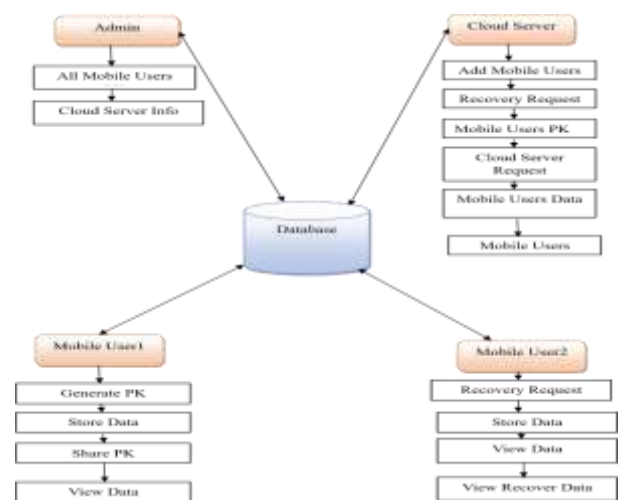 Admin
All Mobile Users
Cloud Server Info
Cloud Server
Add Mobile Users
Recovery Request
Mobile Users PK
Cloud Server
Request
Mobile Users Data
Mobile Users
Database
Mobile User1
Generate PK
Store Data
Share PK
View Data
Mobile User2
Recovery Request
Store Data
View Data
View Recover Data